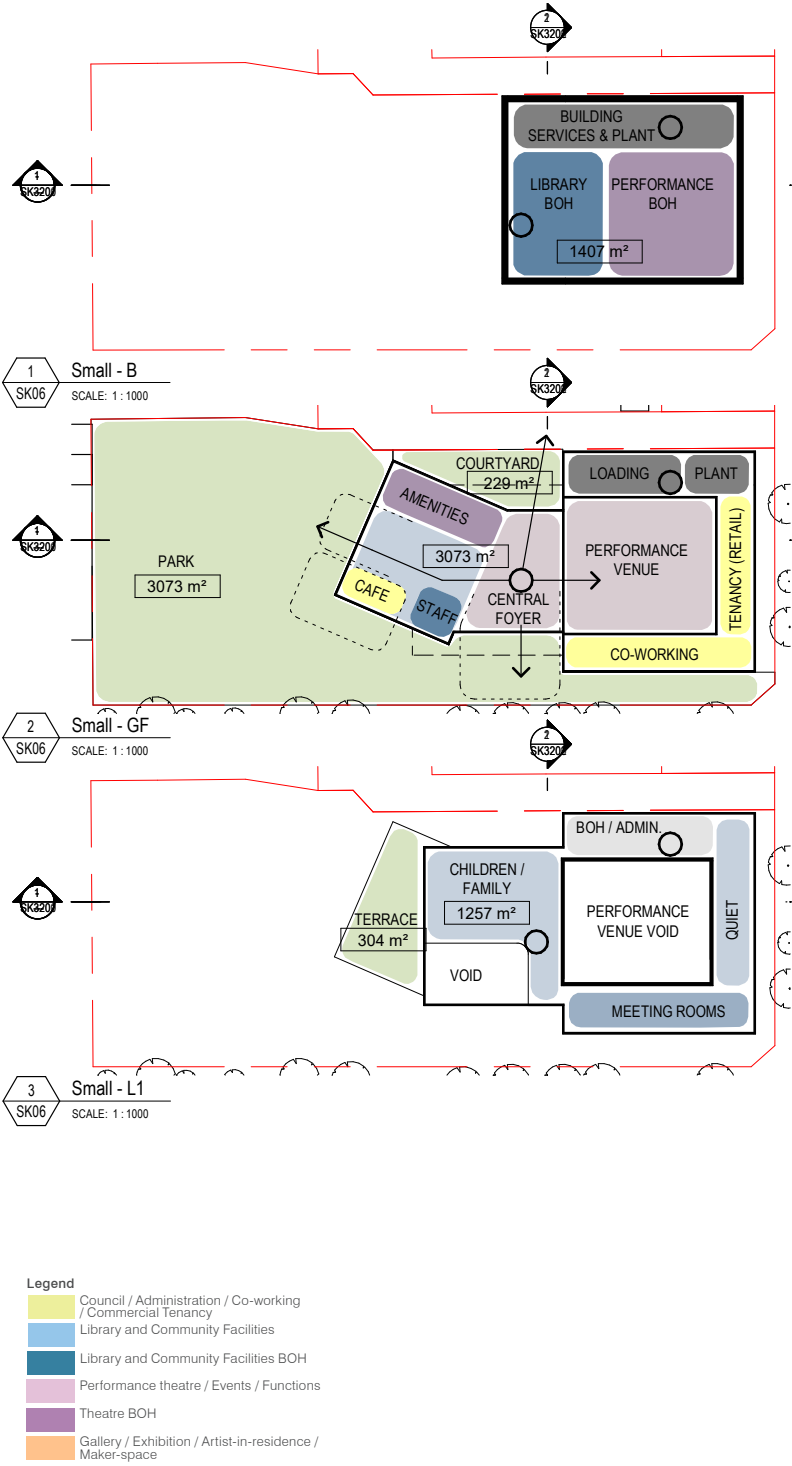 2
SK3202
BUILDING
SERVICES & PLANT
1
SK3200
LIBRARY
BOH
PERFORMANCE
BOH
1407 m²
1
SK06
Small - B
SCALE: 1 : 1000
2
SK3202
COURTYARD
229 m²
LOADING
PLANT
AMENITIES
1
SK3200
PARK
3073 m²
3073 m²
PERFORMANCE
VENUE
TENANCY (RETAIL)
CAFE
STAFF
CENTRAL
FOYER
CO-WORKING
2
SK06
Small - GF
SCALE: 1 : 1000
2
SK3202
BOH / ADMIN.
CHILDREN /
FAMILY
1257 m²
1
SK3200
TERRACE
304 m²
PERFORMANCE
VENUE VOID
QUIET
VOID
MEETING ROOMS
3
SK06
Small - L1
SCALE: 1 : 1000
Legend
Council / Administration / Co-working
/ Commercial Tenancy
Library and Community Facilities
Library and Community Facilities BOH
Performance theatre / Events / Functions
Theatre BOH
Gallery / Exhibition / Artist-in-residence /
Maker-space